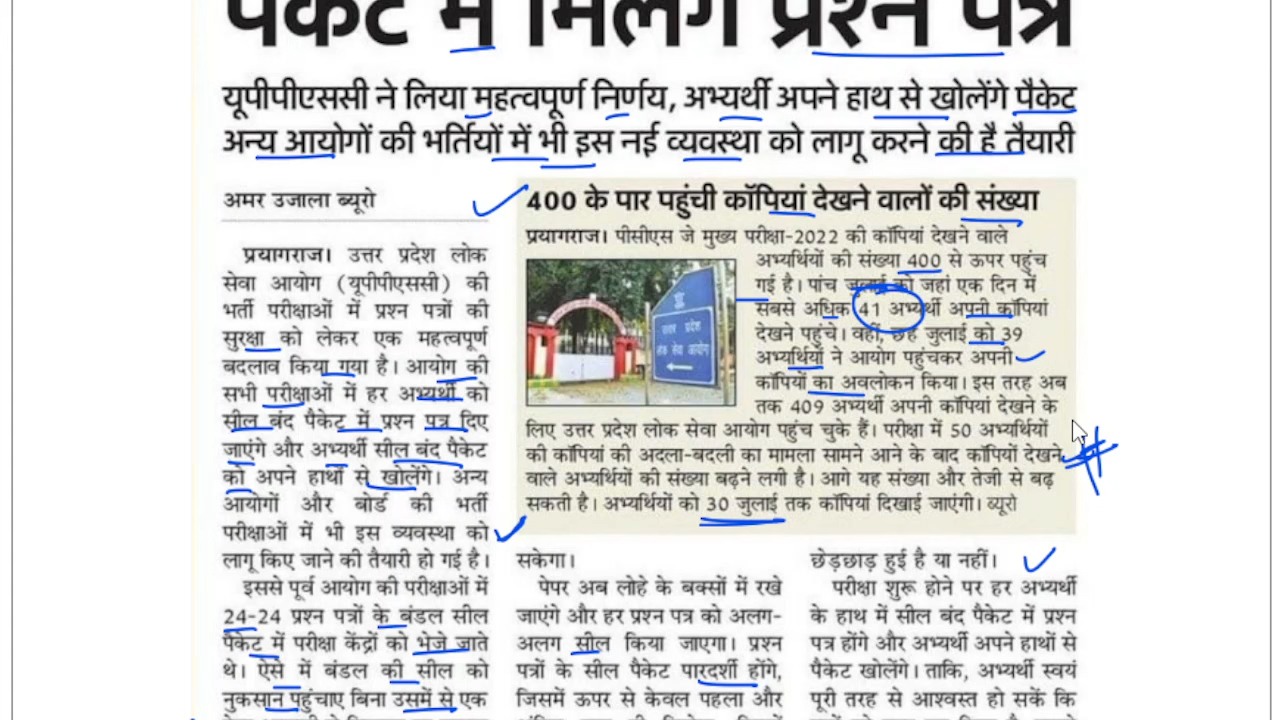 पैकेट में मिलेंगे प्रश्न पत्र
यूपीपीएससी ने लिया महत्वपूर्ण निर्णय, अभ्यर्थी अपने हाथ से खोलेंगे पैकेट
अन्य आयोगों की भर्तियों में भी इस नई व्यवस्था को लागू करने की है तैयारी
अमर उजाला ब्यूरो
प्रयागराज। उत्तर प्रदेश लोक
सेवा आयोग (यूपीपीएससी) की
भर्ती परीक्षाओं में प्रश्न पत्रों की
सुरक्षा को लेकर एक महत्वपूर्ण
बदलाव किया गया है। आयोग की
सभी परीक्षाओं में हर अभ्यर्थी को
सील बंद पैकेट में प्रश्न पत्र दिए
जाएंगे और अभ्यर्थी सील बंद पैकेट
को अपने हाथों से खोलेंगे। अन्य
आयोगों और बोर्ड की भर्ती
परीक्षाओं में भी इस व्यवस्था को
लागू किए जाने की तैयारी हो गई है।
इससे पूर्व आयोग की परीक्षाओं में
24-24 प्रश्न पत्रों के बंडल सील
पैकेट में परीक्षा केंद्रों को भेजे जाते
थे। ऐसे में बंडल की सील को
नुकसान पहुंचाए बिना उसमें से एक
400 के पार पहुंची कॉपियां देखने वालों की संख्या
प्रयागराज। पीसीएस जे मुख्य परीक्षा-2022 की कॉपियां देखने वाले
अभ्यर्थियों की संख्या 400 से ऊपर पहुंच
गई है। पांच जुलाई को जहां एक दिन में
सबसे अधिक 41 अभ्यर्थी अपनी कॉपियां
देखने पहुंचे। वहीं, छह जुलाई को 39
अभ्यर्थियों ने आयोग पहुंचकर अपनी
कॉपियों का अवलोकन किया। इस तरह अब
तक 409 अभ्यर्थी अपनी कॉपियां देखने के
लिए उत्तर प्रदेश लोक सेवा आयोग पहुंच चुके हैं। परीक्षा में 50 अभ्यर्थियों
की कॉपियां की अदला-बदली का मामला सामने आने के बाद कॉपियों देखने
वाले अभ्यर्थियों की संख्या बढ़ने लगी है। आगे यह संख्या और तेजी से बढ़
सकती है। अभ्यर्थियों को 30 जुलाई तक कॉपियां दिखाई जाएंगी। ब्यूरो
उत्तर प्रदेश
लोक सेवा आयोग
सकेगा।
पेपर अब लोहे के बक्सों में रखे
जाएंगे और हर प्रश्न पत्र को अलग-
अलग सील किया जाएगा। प्रश्न
पत्रों के सील पैकेट पारदर्शी होंगे,
जिसमें ऊपर से केवल पहला और
छेड़छाड़ हुई है या नहीं।
परीक्षा शुरू होने पर हर अभ्यर्थी
के हाथ में सील बंद पैकेट में प्रश्न
पत्र होंगे और अभ्यर्थी अपने हाथों से
पैकेट खोलेंगे। ताकि, अभ्यर्थी स्वयं
पूरी तरह से आश्वस्त हो सकें कि